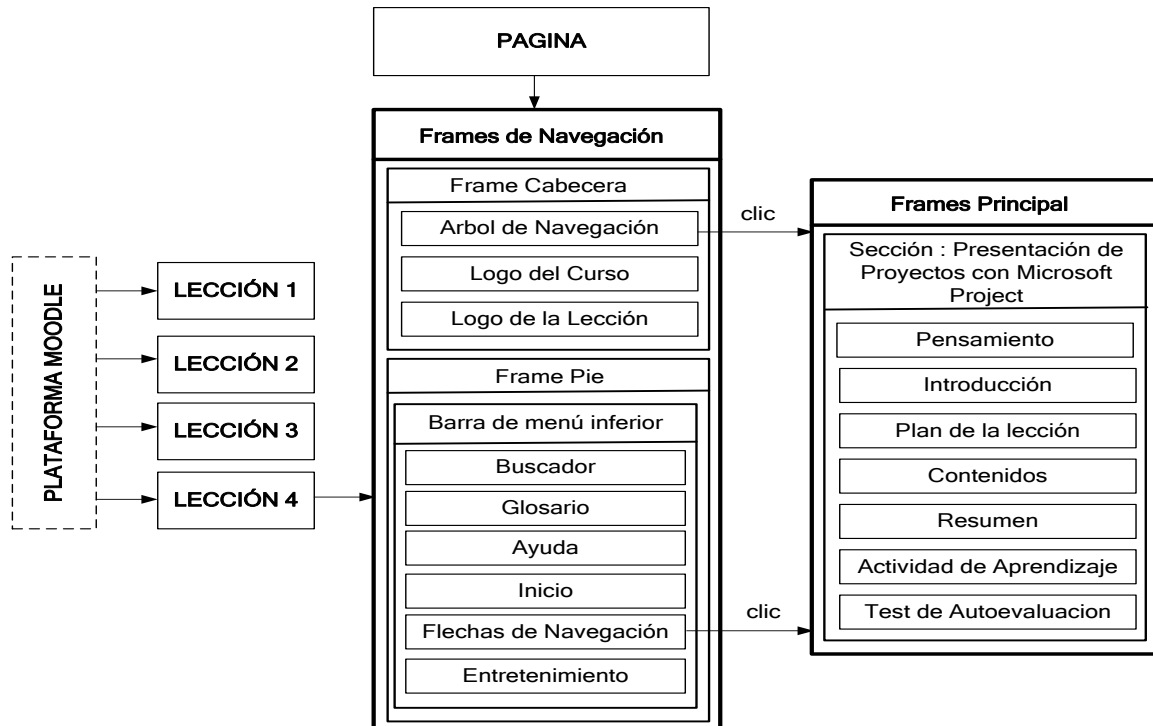 PAGINA
Frames de Navegación
Frame Cabecera
Arbol de Navegación
Logo del Curso
Logo de la Lección
Frame Pie
Barra de menú inferior
Buscador
Glosario
Ayuda
Inicio
Flechas de Navegación
Entretenimiento
PLATAFORMA MOODLE
LECCIÓN 1
LECCIÓN 2
LECCIÓN 3
LECCIÓN 4
clic
clic
Frames Principal
Sección : Presentación de
Proyectos con Microsoft
Project
Pensamiento
Introducción
Plan de la lección
Contenidos
Resumen
Actividad de Aprendizaje
Test de Autoevaluacion